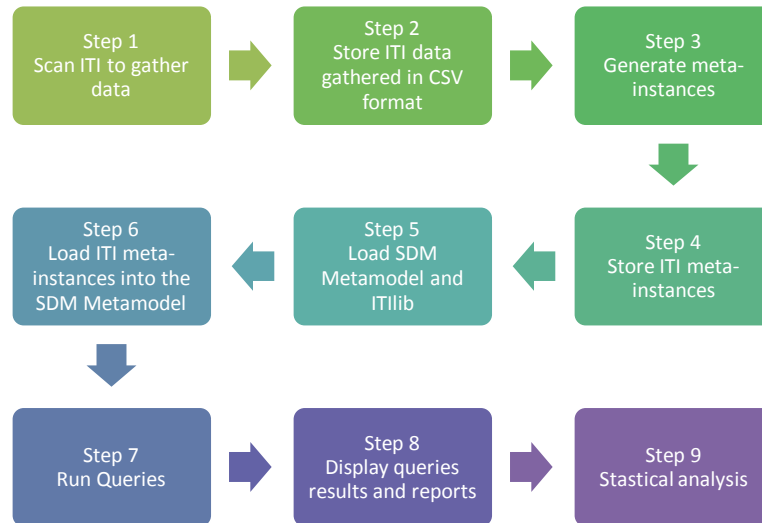 Step 1
Scan ITI to gather
data
Step 2
Store ITI data
gathered in CSV
format
Step 3
Generate meta-
instances
Step 4
Store ITI meta-
instances
Step 5
Load SDM
Metamodel and
ITIlib
Step 6
Load ITI meta-
instances into the
SDM Metamodel
Step 7
Run Queries
Step 8
Display queries
results and reports
Step 9
Stastical analysis